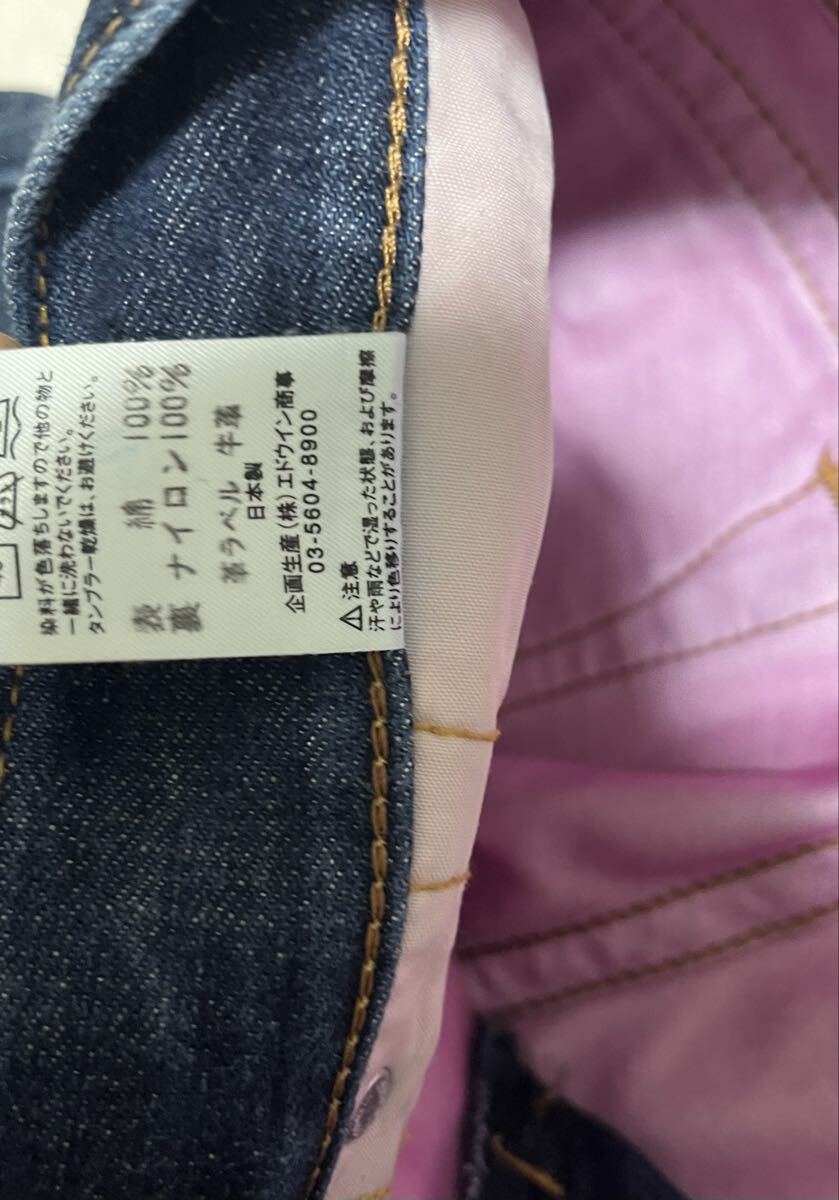 染料が色落ちしますので他の物と
一緒に洗わないでください。
タンブラー乾燥は、お避けください。
表 綿 100%
裏 ナイロン100%
革ラベル 牛革
日本製
企画生産(株)エドウイン商事
03-5604-8900
⚠ 注意
汗や雨などで湿った状態、および摩擦
により色移りすることがあります。